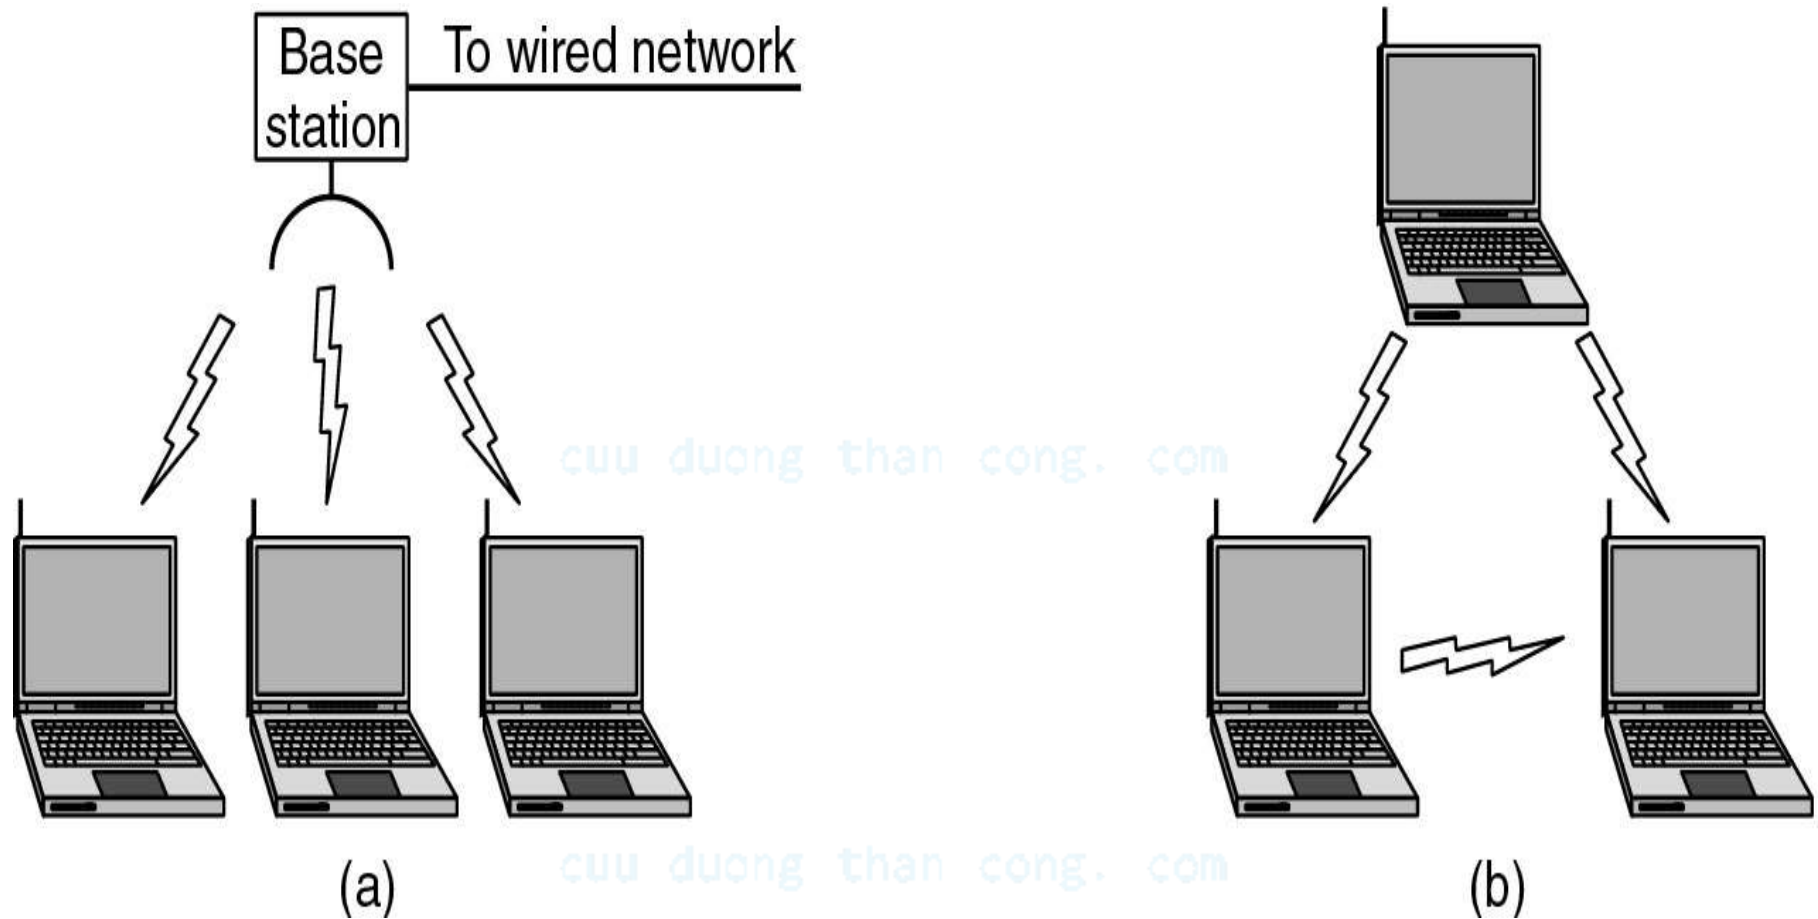 Base
station
To wired network
cuu duong than cong. com
cuu duong than cong. com
(a)
(b)